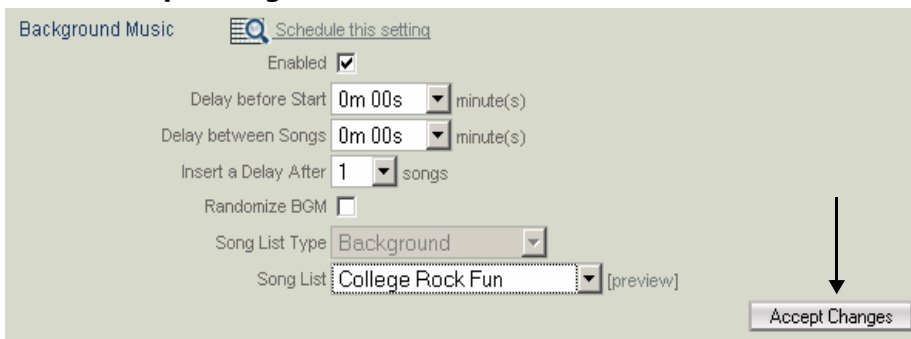 Background Music Schedule this setting
Enabled
Delay before Start 0m 00s minute(s)
Delay between Songs 0m 00s minute(s)
Insert a Delay After 1 songs
Randomize BGM
Song List Type Background
Song List College Rock Fun [preview]
Accept Changes